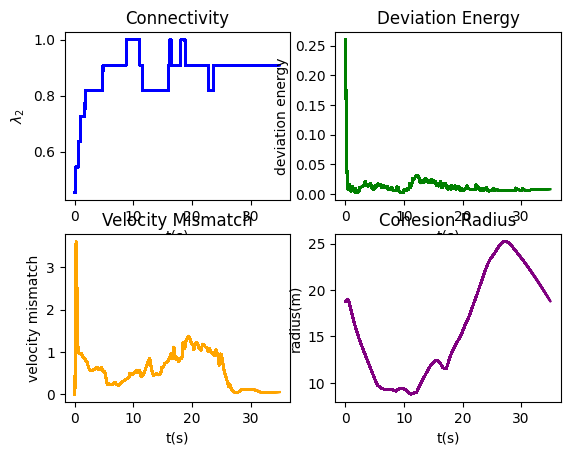 Connectivity
1.0
0.8
0.6
λ2
0
10
20
30
t(s)
Deviation Energy
0.25
0.20
0.15
0.10
0.05
0.00
deviation energy
0
10
20
30
t(s)
Velocity Mismatch
3
2
1
0
velocity mismatch
0
10
20
30
t(s)
Cohesion Radius
25
20
15
10
radius(m)
0
10
20
30
t(s)